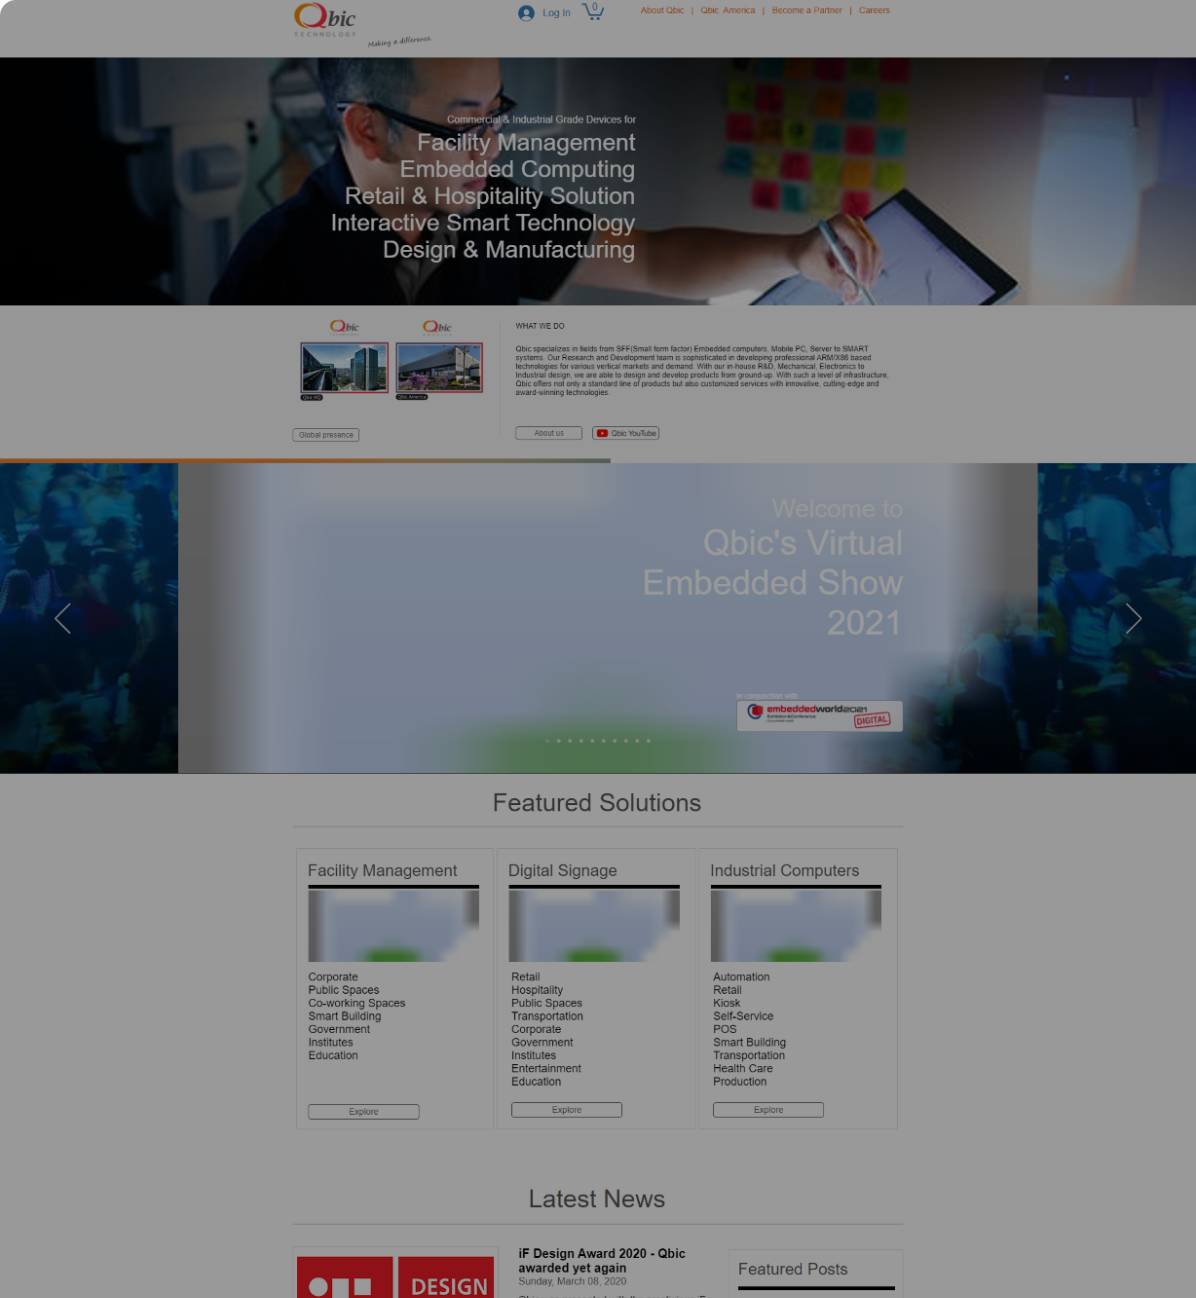 Qbic
TECHNOLOGY
Making a difference.
Log In
0
About Qbic | Qbic America | Become a Partner | Careers
Commercial & Industrial Grade Devices for
Facility Management
Embedded Computing
Retail & Hospitality Solution
Interactive Smart Technology
Design & Manufacturing
Qbic
Qbic
Qbic HQ
Qbic America
Global presence
WHAT WE DO
Qbic specializes in fields from SFF(Small form factor) Embedded computers. Mobile PC, Server to SMART
systems. Our Research and Development team is sophisticated in developing professional ARM/X86 based
technologies for various vertical markets and demand. With our in-house R&D, Mechanical, Electronics to
Industrial design, we are able to design and develop products from ground-up. With such a level of infrastructure,
Qbic offers not only a standard line of products but also customized services with innovative, cutting-edge and
award-winning technologies.
About us
Qbic YouTube
Welcome to
Qbic's Virtual
Embedded Show
2021
In conjunction with
embeddedworld2021
Exhibition&Conference
DIGITAL
Featured Solutions
Facility Management
Corporate
Public Spaces
Co-working Spaces
Smart Building
Government
Institutes
Education
Explore
Digital Signage
Retail
Hospitality
Public Spaces
Transportation
Corporate
Government
Institutes
Entertainment
Education
Explore
Industrial Computers
Automation
Retail
Kiosk
Self-Service
POS
Smart Building
Transportation
Health Care
Production
Explore
Latest News
DESIGN
iF Design Award 2020 - Qbic
awarded yet again
Sunday, March 08, 2020
Featured Posts